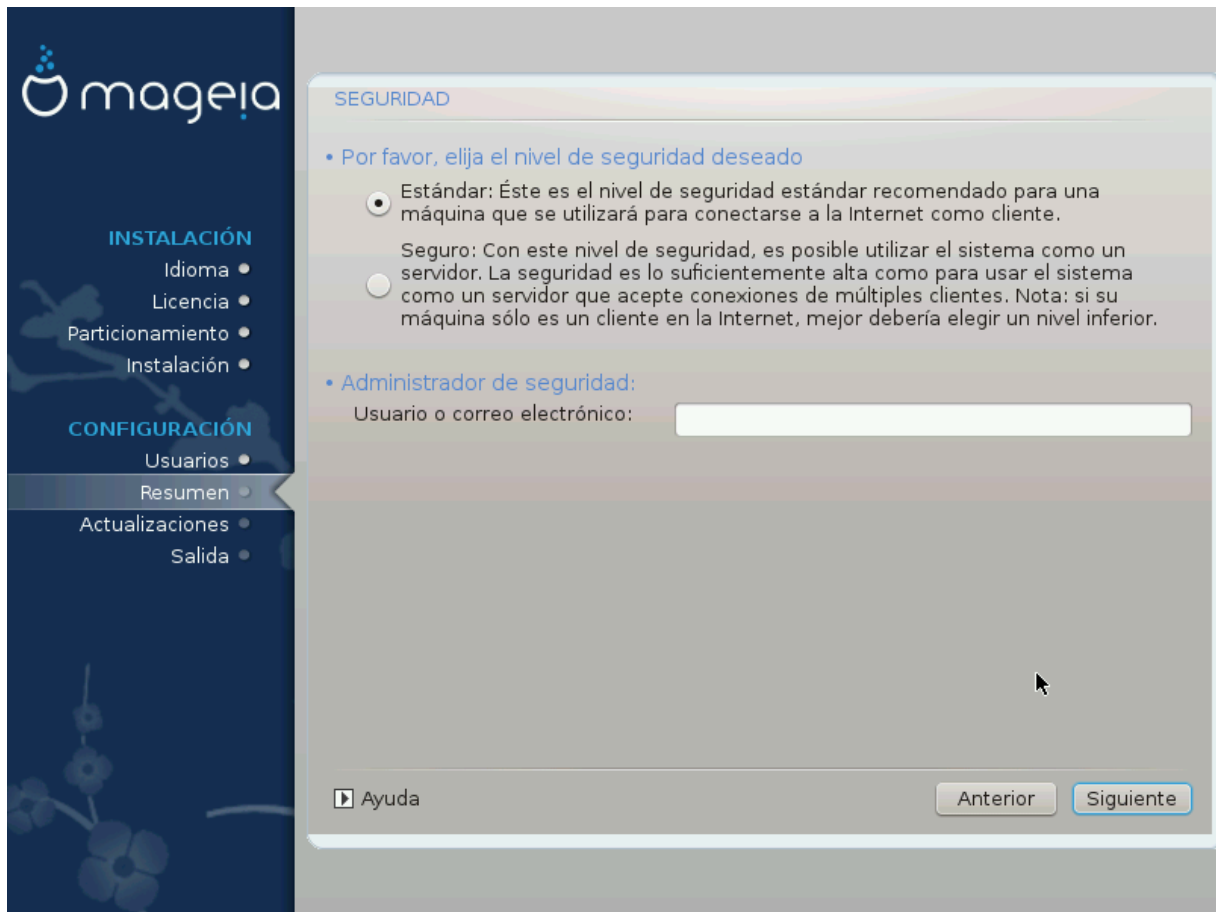 mageia
INSTALACIÓN
Idioma
Licencia
Particionamiento
Instalación
CONFIGURACIÓN
Usuarios
Resumen
Actualizaciones
Salida
SEGURIDAD
• Por favor, elija el nivel de seguridad deseado
Estándar: Éste es el nivel de seguridad estándar recomendado para una
máquina que se utilizará para conectarse a la Internet como cliente.
Seguro: Con este nivel de seguridad, es posible utilizar el sistema como un
servidor. La seguridad es lo suficientemente alta como para usar el sistema
como un servidor que acepte conexiones de múltiples clientes. Nota: si su
máquina sólo es un cliente en la Internet, mejor debería elegir un nivel inferior.
• Administrador de seguridad:
Usuario o correo electrónico:
Ayuda
Anterior
Siguiente